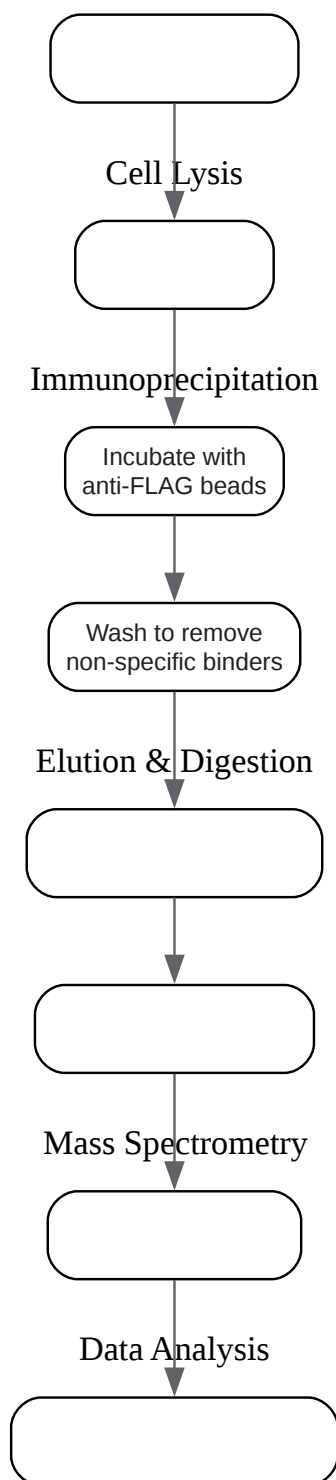 Cell Lysis
Immunoprecipitation
Incubate with
anti-FLAG beads
Wash to remove
non-specific binders
Elution & Digestion
Mass Spectrometry
Data Analysis